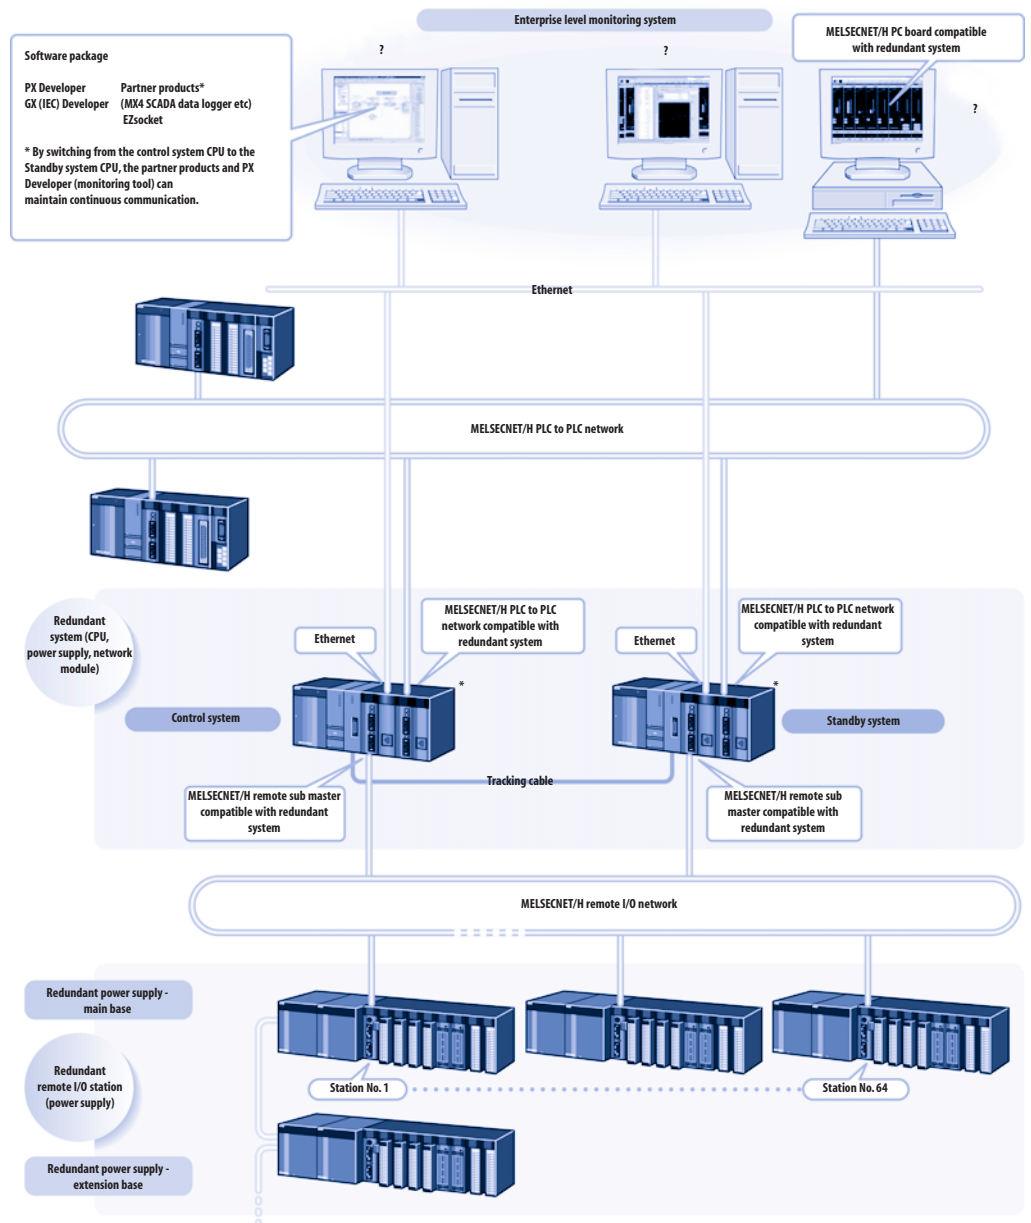 Enterprise level monitoring system
Software package
PX Developer Partner products*
GX (IEC) Developer (MX4 SCADA data logger etc)
EZsocket
* By switching from the control system CPU to the
Standby system CPU, the partner products and PX
Developer (monitoring tool) can
maintain continuous communication.
?
?
MELSECNET/H PC board compatible
with redundant system
?
Ethernet
MELSECNET/H PLC to PLC network
Redundant
system (CPU,
power supply, network
module)
Ethernet
MELSECNET/H PLC to PLC
network compatible with
redundant system
*
Ethernet
MELSECNET/H PLC to PLC network
compatible with redundant
system
*
Control system
Standby system
Tracking cable
MELSECNET/H remote sub master
compatible with redundant
system
MELSECNET/H remote sub
master compatible with
redundant system
MELSECNET/H remote I/O network
Redundant power supply -
main base
Redundant
remote I/O station
(power supply)
Station No. 1
Station No. 64
Redundant power supply -
extension base